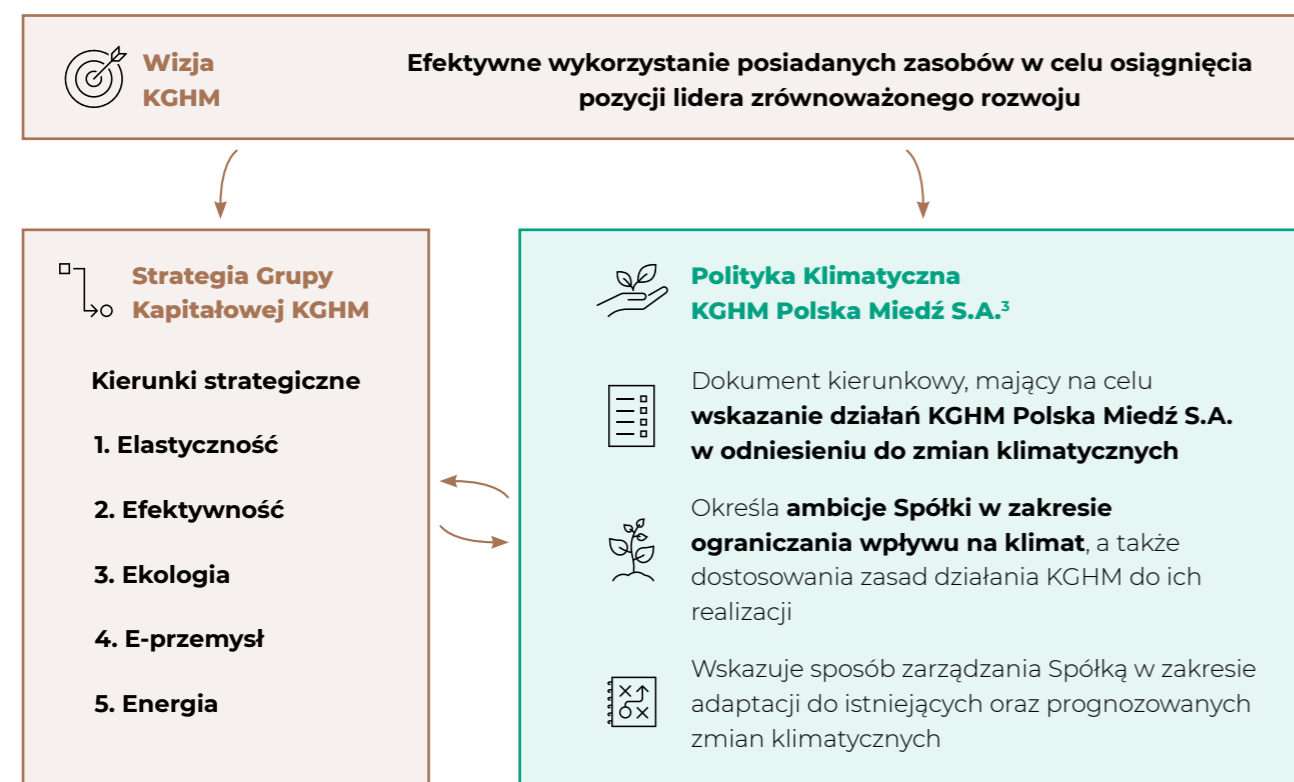 Wizja
KGHM
Efektywne wykorzystanie posiadanych zasobów w celu osiągnięcia
pozycji lidera zrównoważonego rozwoju
Strategia Grupy
Kapitałowej KGHM
Kierunki strategiczne
1. Elastyczność
2. Efektywność
3. Ekologia
4. E-przemysł
5. Energia
Polityka Klimatyczna
KGHM Polska Miedź S.A.³
Dokument kierunkowy, mający na celu
wskazanie działań KGHM Polska Miedź S.A.
w odniesieniu do zmian klimatycznych
Określa ambicje Spółki w zakresie
ograniczania wpływu na klimat, a także
dostosowania zasad działania KGHM do ich
realizacji
Wskazuje sposób zarządzania Spółką w zakresie
adaptacji do istniejących oraz prognozowanych
zmian klimatycznych